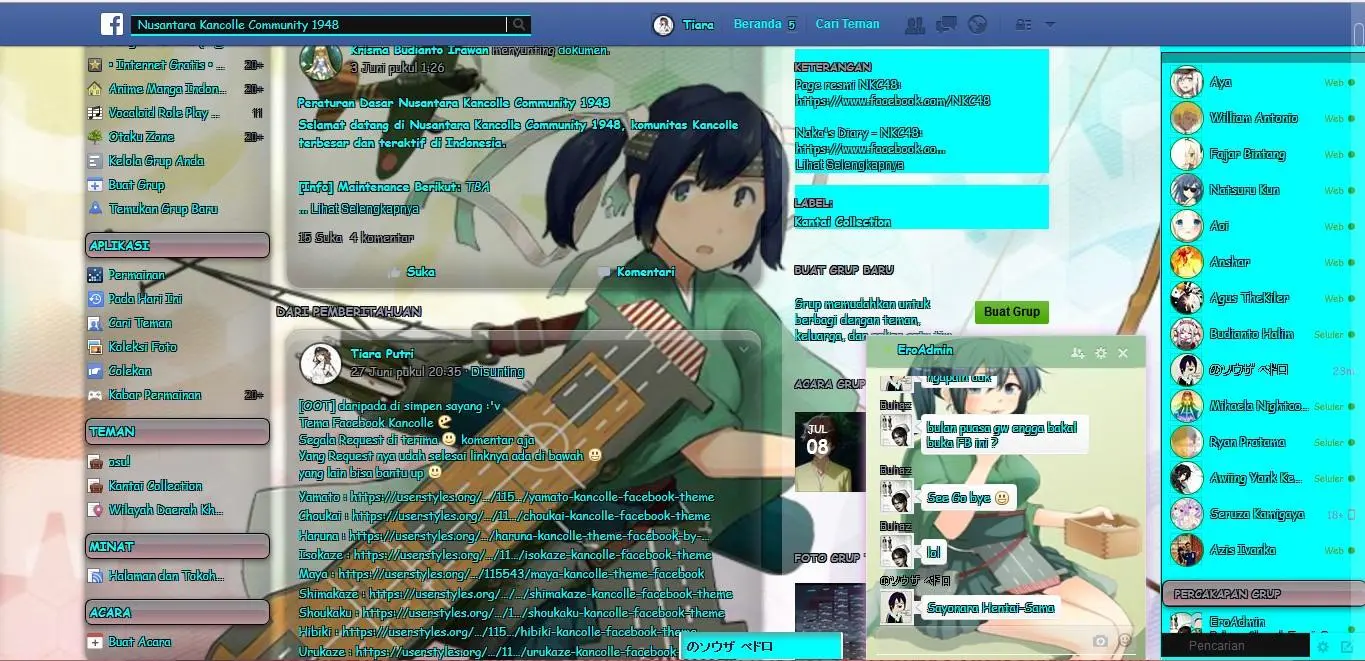 Nusantara Kancolle Community 1948
Tiara
Beranda 5
Cari Teman
• Internet Gratis • ... 20+
Anime Manga Indon... 20+
Vocaloid Role Play ... 11
Otaku Zone 20+
Kelola Grup Anda
Buat Grup
Temukan Grup Baru
APLIKASI
Permainan
Pada Hari Ini
Cari Teman
Koleksi Foto
Colekan
Kabar Permainan 20+
TEMAN
osu!
Kantai Collection
Wilayah Daerah Kh...
MINAT
Halaman dan Tokoh...
ACARA
Buat Acara
Krisma Budianto Irawan menyunting dokumen.
3 Juni pukul 1:26
Peraturan Dasar Nusantara Kancolle Community 1948
Selamat datang di Nusantara Kancolle Community 1948, komunitas Kancolle
terbesar dan teraktif di Indonesia.
[Info] Maintenance Berikut: TBA
... Lihat Selengkapnya
15 Suka 4 komentar
Suka
Komentari
DARI PEMBERITAHUAN
Tiara Putri
27 Juni pukul 20:35 · Disunting
[OOT] daripada di simpen sayang :'v
Tema Facebook Kancolle
Segala Request di terima komentar aja
Yang Request nya udah selesai linknya ada di bawah
yang lain bisa bantu up
Yamato : https://userstyles.org/.../115.../yamato-kancolle-facebook-theme
Choukai : https://userstyles.org/.../11.../choukai-kancolle-facebook-theme
Haruna : https://userstyles.org/.../haruna-kancolle-theme-facebook-by-...
Isokaze : https://userstyles.org/.../11.../isokaze-kancolle-facebook-theme
Maya : https://userstyles.org/.../115543/maya-kancolle-theme-facebook
Shimakaze : https://userstyles.org/.../.../shimakaze-kancolle-facebook-theme
Shoukaku : https://userstyles.org/.../1.../shoukaku-kancolle-facebook-theme
Hibiki : https://userstyles.org/.../115.../hibiki-kancolle-facebook-theme
Urukaze : https://userstyles.org/.../11.../urukaze-kancolle-facebook-
KETERANGAN
Page resmi NKC48:
https://www.facebook.com/NKC48
Naka's Diary - NKC48:
https://www.facebook.co...
Lihat Selengkapnya
LABEL:
Kantai Collection
BUAT GRUP BARU
Grup memudahkan untuk
berbagi dengan teman,
keluarga, dan
Buat Grup
ACARA GRUP
JUL
08
FOTO GRUP
EroAdmin
ngapain
Buhaz
bulan puasa gw engga bakal
buka FB ini ?
Buhaz
See Go bye
Buhaz
lol
のソウザ ペドロ
Sayonara Hentai-Sama
のソウザ ペドロ
Aya Web
William Antonio Web
Fajar Bintang Web
Natsuru Kun Web
Aoi Web
Anshar Web
Agus TheKiler Web
Budianto Halim Seluler
のソウザ ペドロ 23m
Mihaela Nightco... Seluler
Ryan Pratama Seluler
Awiing Yank Ke... Seluler
Seruza Kamigaya 18+
Azis Ivanka Web
PERCAKAPAN GRUP
EroAdmin
Pencarian